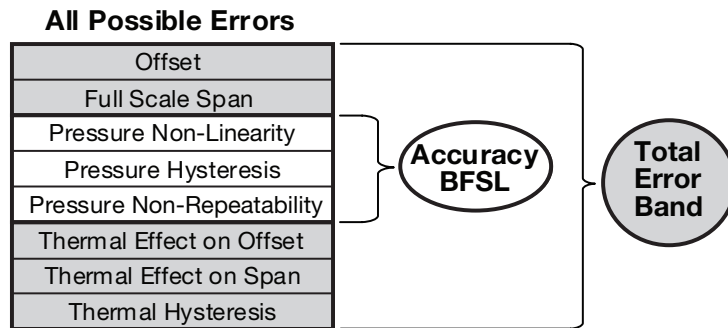 All Possible Errors
Offset
Full Scale Span
Pressure Non-Linearity
Pressure Hysteresis
Pressure Non-Repeatability
Thermal Effect on Offset
Thermal Effect on Span
Thermal Hysteresis
Accuracy
BFSL
Total
Error
Band